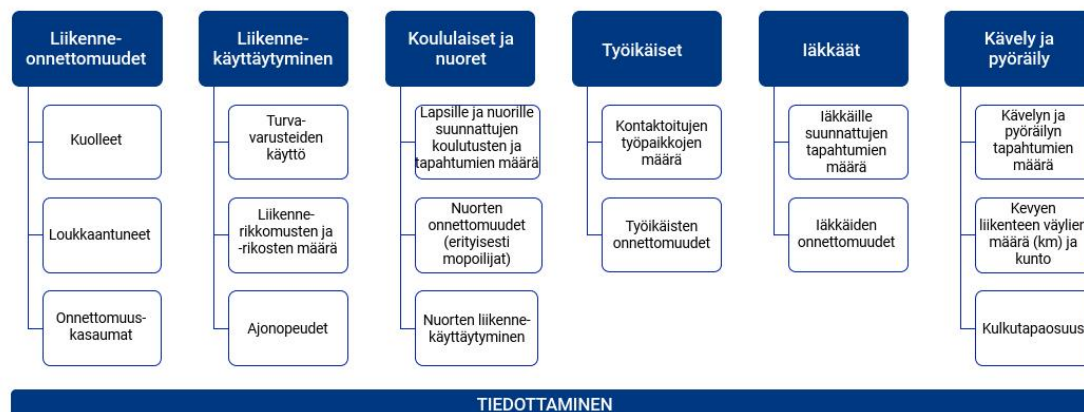 Liikenne-
onnettomuudet
Kuolleet
Loukkaantuneet
Onnettomuus-
kasaumat
Liikenne-
käyttäytyminen
Turva-
varusteiden
käyttö
Liikenne-
rikkomusten ja
-rikosten määrä
Ajonopeudet
Koululaiset ja
nuoret
Lapsille ja nuorille
suunnattujen
koulutusten ja
tapahtumien määrä
Nuorten
onnettomuudet
(erityisesti
mopoilijat)
Nuorten liikenne-
käyttäytyminen
Työikäiset
Kontaktoitujen
työpaikkojen
määrä
Työikäisten
onnettomuudet
Iäkkäät
Iäkkäille
suunnattujen
tapahtumien
määrä
Iäkkäiden
onnettomuudet
Kävely ja
pyöräily
Kävelyn ja
pyöräilyn
tapahtumien
määrä
Kevyen
liikenteen väylien
määrä (km) ja
kunto
Kulkutapaosuus
TIEDOTTAMINEN